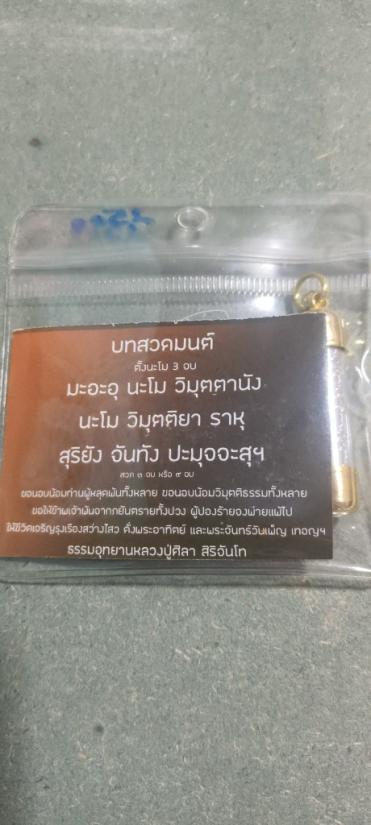 บทสวดมนต์
ตั้งนะโม 3 จบ
มะอะอุ นะโม วิมุตตานัง
นะโม วิมุตติยา ราหุ
สุริยัง จันทัง ปะมุจจะสุฯ
สวด ๓ จบ หรือ ๙ จบ
ขอนอบน้อมท่านผู้หลุดพ้นทั้งหลาย ขอนอบน้อมวิมุตติธรรมทั้งหลาย
ขอให้ข้าพเจ้าพ้นจากภยันตรายทั้งปวง ผู้ปองร้ายจงพ่ายแพ้ไป
ให้ชีวิตเจริญรุ่งเรืองสว่างไสว ดั่งพระอาทิตย์ และพระจันทร์วันเพ็ญ เทอญฯ
ธรรมอุทยานหลวงปู่ศิลา สิริจันโท